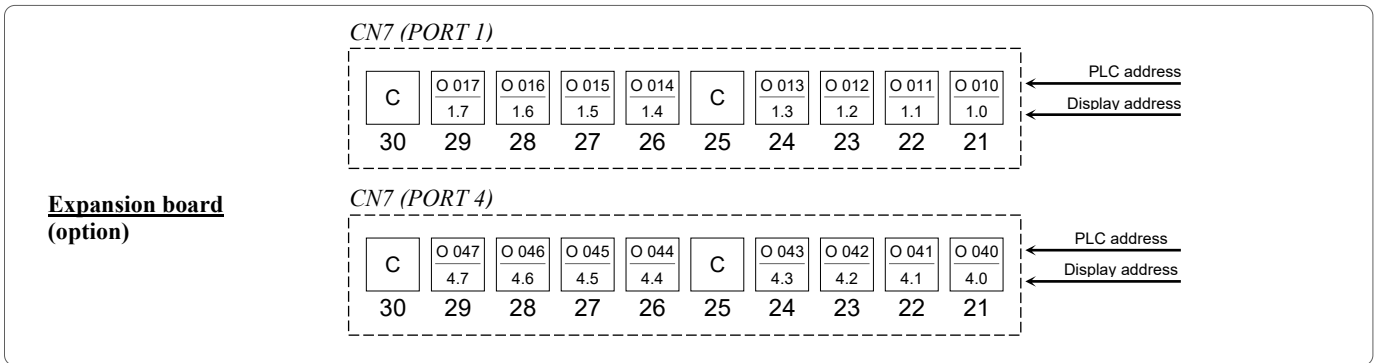 CN7 (PORT 1)
C O 017 O 016 O 015 O 014 C O 013 O 012 O 011 O 010 PLC address
1.7 1.6 1.5 1.4 1.3 1.2 1.1 1.0 Display address
30 29 28 27 26 25 24 23 22 21
Expansion board
(option)
CN7 (PORT 4)
C O 047 O 046 O 045 O 044 C O 043 O 042 O 041 O 040 PLC address
4.7 4.6 4.5 4.4 4.3 4.2 4.1 4.0 Display address
30 29 28 27 26 25 24 23 22 21